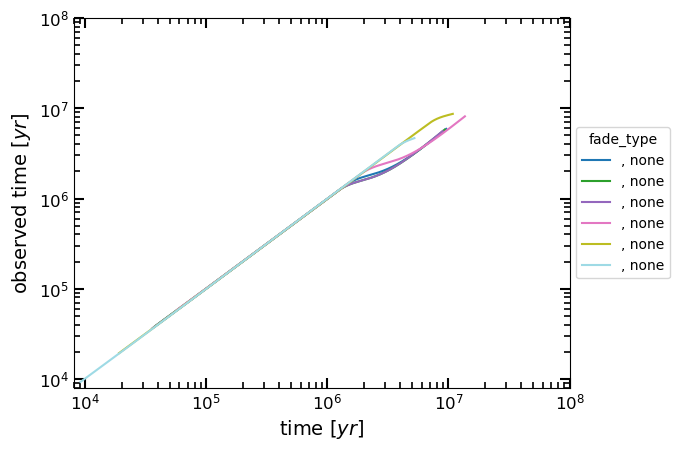 10^8
10^7
10^6
10^5
10^4
observed time [yr]
10^4 10^5 10^6 10^7 10^8
time [yr]
fade_type
, none
, none
, none
, none
, none
, none